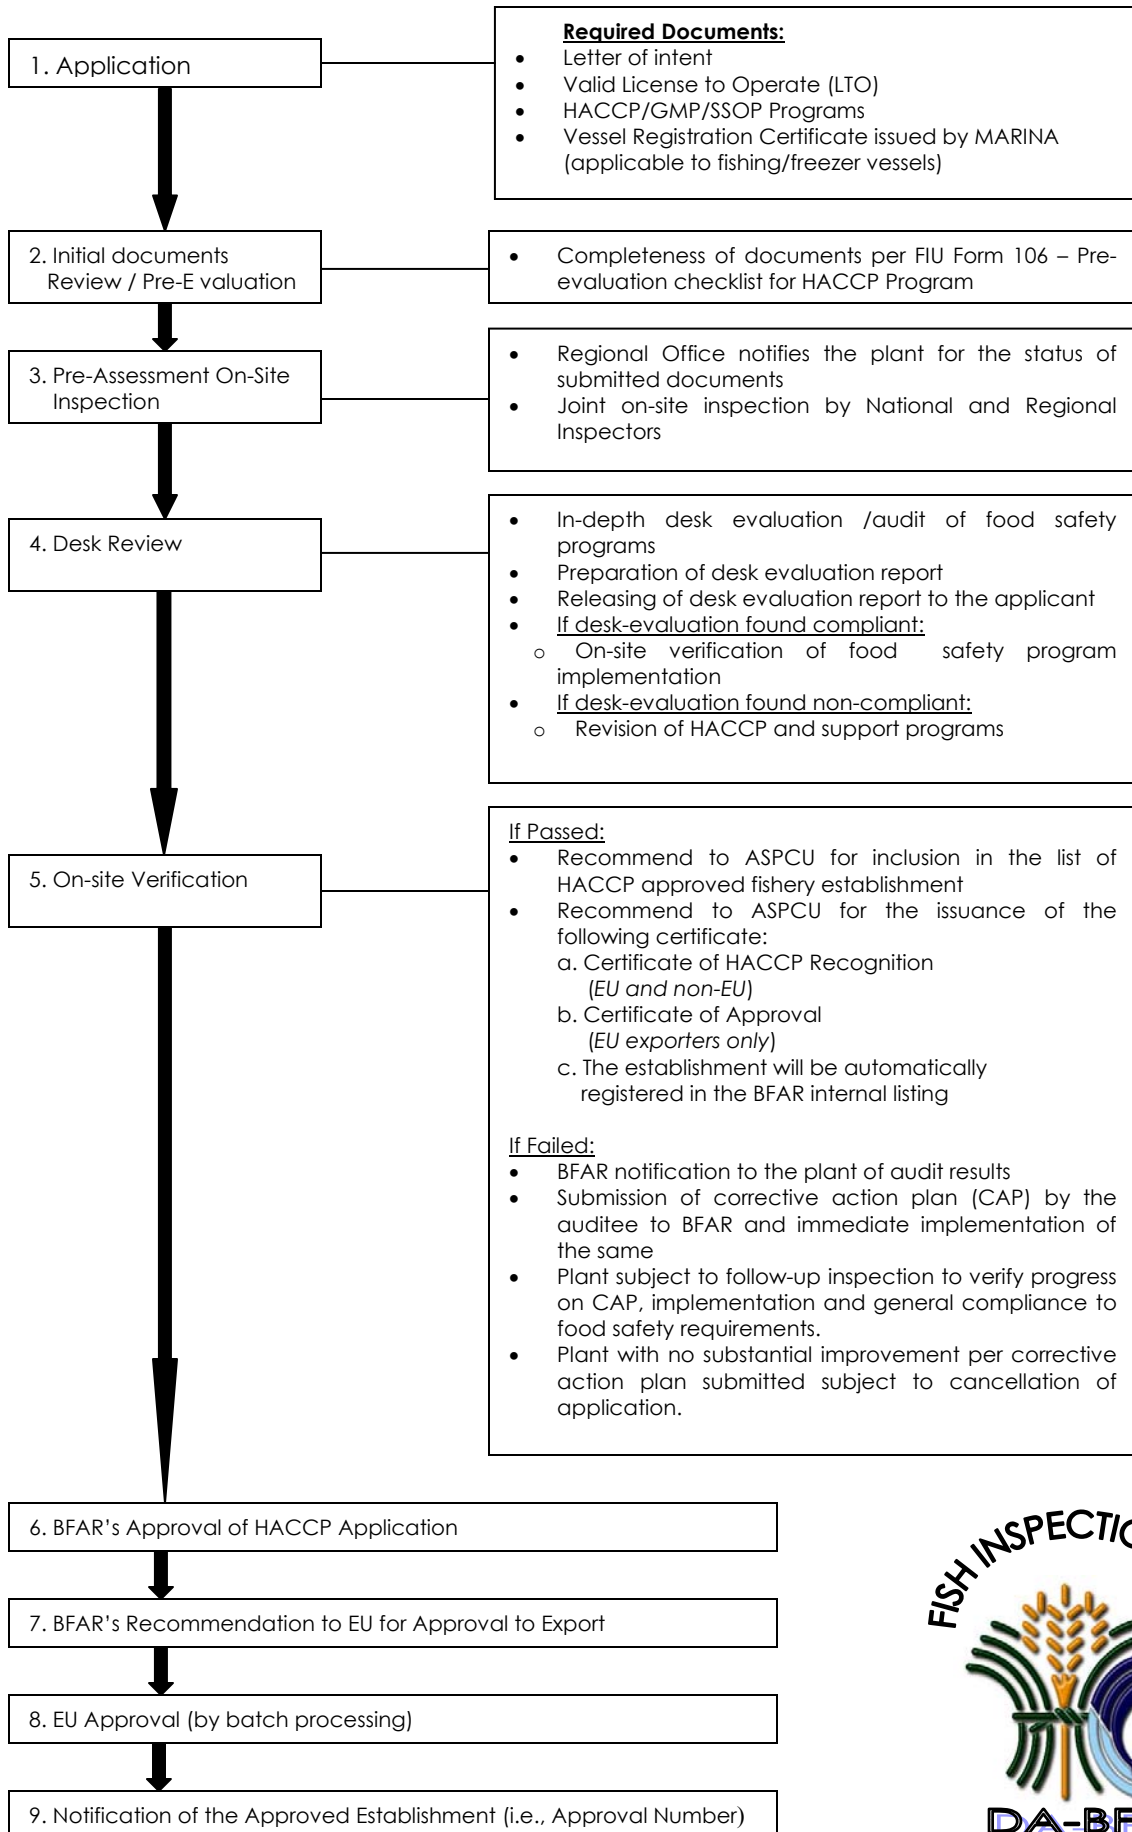 1. Application
Required Documents:
• Letter of intent
• Valid License to Operate (LTO)
• HACCP/GMP/SSOP Programs
• Vessel Registration Certificate issued by MARINA
(applicable to fishing/freezer vessels)
2. Initial documents
Review / Pre-E valuation
• Completeness of documents per FIU Form 106 – Pre-
evaluation checklist for HACCP Program
3. Pre-Assessment On-Site
Inspection
• Regional Office notifies the plant for the status of
submitted documents
• Joint on-site inspection by National and Regional
Inspectors
4. Desk Review
• In-depth desk evaluation /audit of food safety
programs
• Preparation of desk evaluation report
• Releasing of desk evaluation report to the applicant
• If desk-evaluation found compliant:
o On-site verification of food safety program
implementation
• If desk-evaluation found non-compliant:
o Revision of HACCP and support programs
5. On-site Verification
If Passed:
• Recommend to ASPCU for inclusion in the list of
HACCP approved fishery establishment
• Recommend to ASPCU for the issuance of the
following certificate:
a. Certificate of HACCP Recognition
(EU and non-EU)
b. Certificate of Approval
(EU exporters only)
c. The establishment will be automatically
registered in the BFAR internal listing
If Failed:
• BFAR notification to the plant of audit results
• Submission of corrective action plan (CAP) by the
auditee to BFAR and immediate implementation of
the same
• Plant subject to follow-up inspection to verify progress
on CAP, implementation and general compliance to
food safety requirements.
• Plant with no substantial improvement per corrective
action plan submitted subject to cancellation of
application.
6. BFAR’s Approval of HACCP Application
7. BFAR’s Recommendation to EU for Approval to Export
8. EU Approval (by batch processing)
9. Notification of the Approved Establishment (i.e., Approval Number)
FISH
DA-BF